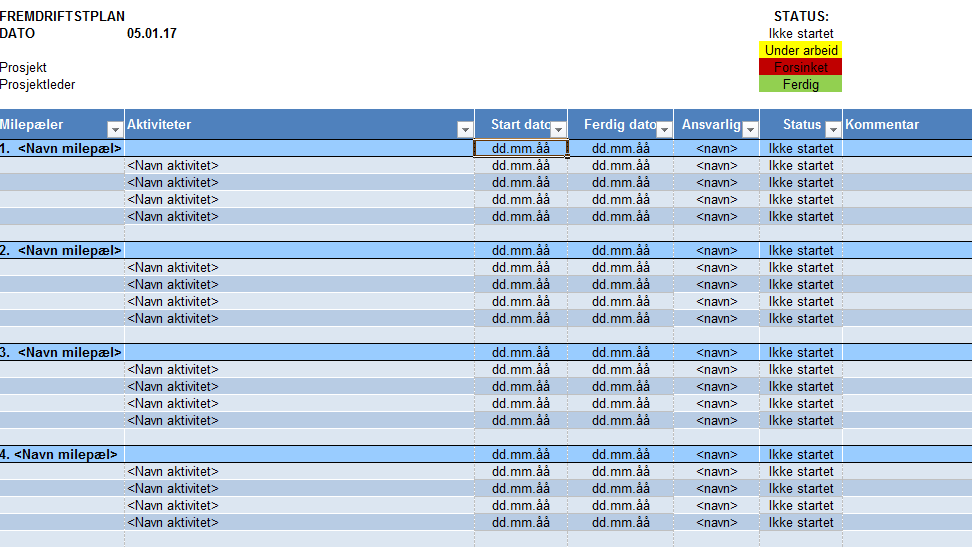 FREMDRIFTSTPLAN STATUS:
DATO 05.01.17 Ikke startet
Under arbeid
Prosjekt Forsinket
Prosjektleder Ferdig
Milepæler Aktiviteter Start dato Ferdig dato Ansvarlig Status Kommentar
1. <Navn milepæl> dd.mm.åå dd.mm.åå <navn> Ikke startet
<Navn aktivitet> dd.mm.åå dd.mm.åå <navn> Ikke startet
<Navn aktivitet> dd.mm.åå dd.mm.åå <navn> Ikke startet
<Navn aktivitet> dd.mm.åå dd.mm.åå <navn> Ikke startet
<Navn aktivitet> dd.mm.åå dd.mm.åå <navn> Ikke startet
2. <Navn milepæl> dd.mm.åå dd.mm.åå <navn> Ikke startet
<Navn aktivitet> dd.mm.åå dd.mm.åå <navn> Ikke startet
<Navn aktivitet> dd.mm.åå dd.mm.åå <navn> Ikke startet
<Navn aktivitet> dd.mm.åå dd.mm.åå <navn> Ikke startet
<Navn aktivitet> dd.mm.åå dd.mm.åå <navn> Ikke startet
3. <Navn milepæl> dd.mm.åå dd.mm.åå <navn> Ikke startet
<Navn aktivitet> dd.mm.åå dd.mm.åå <navn> Ikke startet
<Navn aktivitet> dd.mm.åå dd.mm.åå <navn> Ikke startet
<Navn aktivitet> dd.mm.åå dd.mm.åå <navn> Ikke startet
<Navn aktivitet> dd.mm.åå dd.mm.åå <navn> Ikke startet
4. <Navn milepæl> dd.mm.åå dd.mm.åå <navn> Ikke startet
<Navn aktivitet> dd.mm.åå dd.mm.åå <navn> Ikke startet
<Navn aktivitet> dd.mm.åå dd.mm.åå <navn> Ikke startet
<Navn aktivitet> dd.mm.åå dd.mm.åå <navn> Ikke startet
<Navn aktivitet> dd.mm.åå dd.mm.åå <navn> Ikke startet